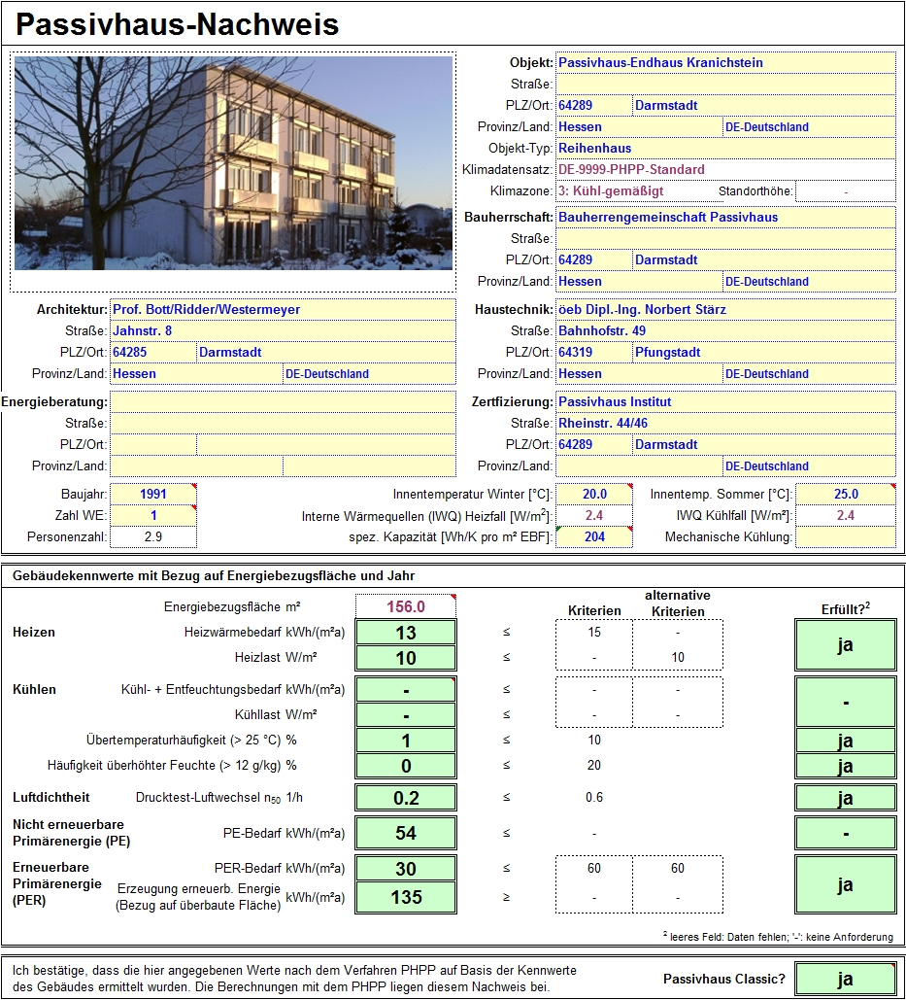 Passivhaus-Nachweis
Objekt: Passivhaus-Endhaus Kranichstein
Straße:
PLZ/Ort: 64289 Darmstadt
Provinz/Land: Hessen DE-Deutschland
Objekt-Typ: Reihenhaus
Klimadatensatz: DE-9999-PHPP-Standard
Klimazone: 3: Kühl-gemäßigt Standorthöhe: -
Bauherrschaft: Bauherrengemeinschaft Passivhaus
Straße:
PLZ/Ort: 64289 Darmstadt
Provinz/Land: Hessen DE-Deutschland
Architektur: Prof. Bott/Ridder/Westermeyer
Straße: Jahnstr. 8
PLZ/Ort: 64285 Darmstadt
Provinz/Land: Hessen DE-Deutschland
Haustechnik: öeb Dipl.-Ing. Norbert Stärz
Straße: Bahnhofstr. 49
PLZ/Ort: 64319 Pfungstadt
Provinz/Land: Hessen DE-Deutschland
Energieberatung:
Straße:
PLZ/Ort:
Provinz/Land:
Zertfizierung: Passivhaus Institut
Straße: Rheinstr. 44/46
PLZ/Ort: 64289 Darmstadt
Provinz/Land: DE-Deutschland
Baujahr: 1991 Innentemperatur Winter [°C]: 20.0 Innentemp. Sommer [°C]: 25.0
Zahl WE: 1 Interne Wärmequellen (IWQ) Heizfall [W/m²]: 2.4 IWQ Kühlfall [W/m²]: 2.4
Personenzahl: 2.9 spez. Kapazität [Wh/K pro m² EBF]: 204 Mechanische Kühlung:
Gebäudekennwerte mit Bezug auf Energiebezugsfläche und Jahr
Energiebezugsfläche m² 156.0 Kriterien alternative Kriterien Erfüllt?²
Heizen Heizwärmebedarf kWh/(m²a) 13 ≤ 15 - ja
Heizlast W/m² 10 ≤ - 10
Kühlen Kühl- + Entfeuchtungsbedarf kWh/(m²a) - ≤ - - -
Kühllast W/m² - ≤ - -
Übertemperaturhäufigkeit (> 25 °C) % 1 ≤ 10 ja
Häufigkeit überhöhter Feuchte (> 12 g/kg) % 0 ≤ 20 ja
Luftdichtheit Drucktest-Luftwechsel n₅₀ 1/h 0.2 ≤ 0.6 ja
Nicht erneuerbare
Primärenergie (PE) PE-Bedarf kWh/(m²a) 54 ≤ - -
Erneuerbare
Primärenergie
(PER)
PER-Bedarf kWh/(m²a) 30 ≤ 60 60 ja
Erzeugung erneuerb. Energie
(Bezug auf überbaute Fläche) kWh/(m²a) 135 ≥ - -
² leeres Feld: Daten fehlen; '-': keine Anforderung
Ich bestätige, dass die hier angegebenen Werte nach dem Verfahren PHPP auf Basis der Kennwerte
des Gebäudes ermittelt wurden. Die Berechnungen mit dem PHPP liegen diesem Nachweis bei.
Passivhaus Classic? ja